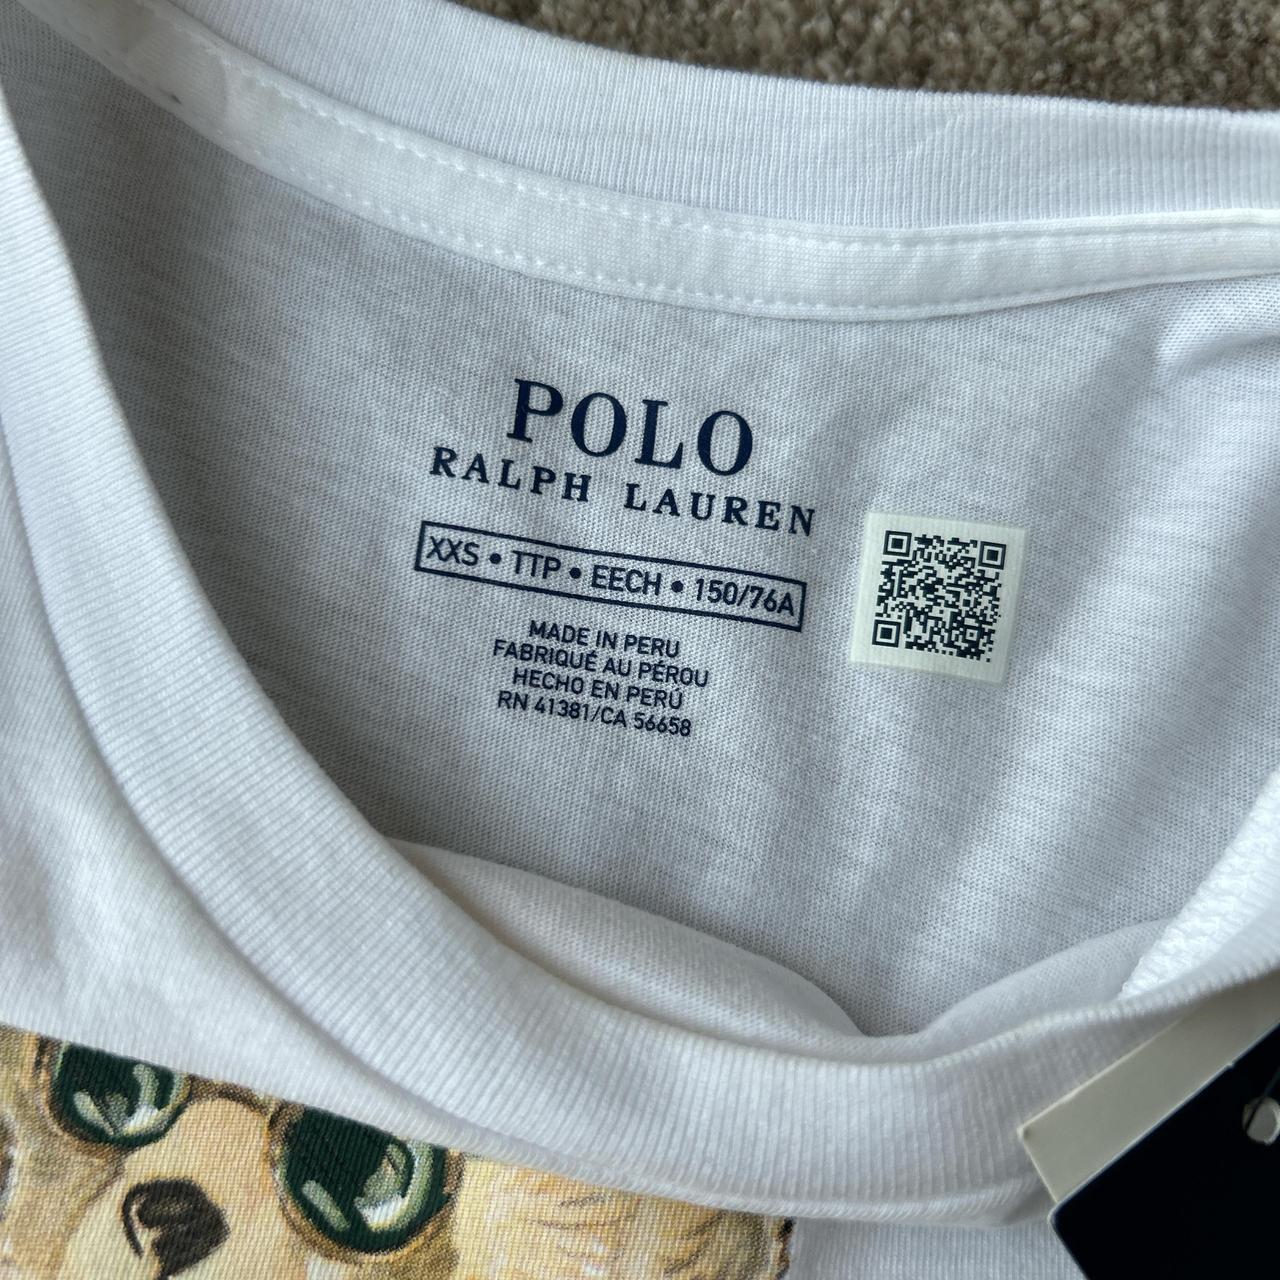 POLO
RALPH LAUREN
XXS • TTP • EECH • 150/76A
MADE IN PERU
FABRIQUÉ AU PÉROU
HECHO EN PERÚ
RN 41381/CA 56658